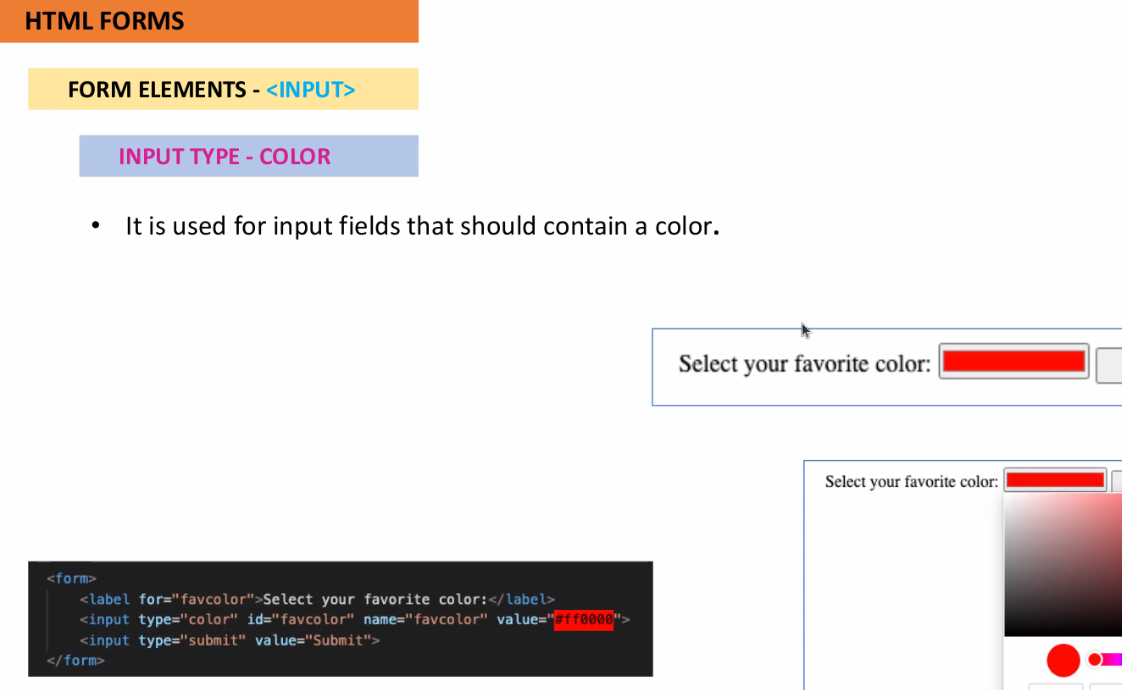 HTML FORMS
FORM ELEMENTS - <INPUT>
INPUT TYPE - COLOR
• It is used for input fields that should contain a color.
Select your favorite color:
Select your favorite color:
<form>
<label for="favcolor">Select your favorite color:</label>
<input type="color" id="favcolor" name="favcolor" value="#ff0000">
<input type="submit" value="Submit">
</form>